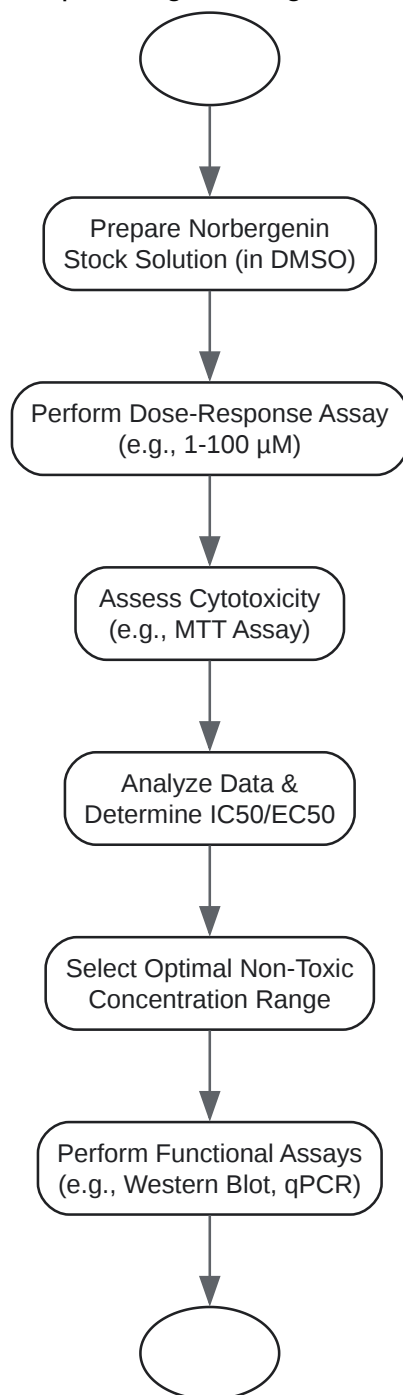 Prepare Norbergenin
Stock Solution (in DMSO)
Perform Dose-Response Assay
(e.g., 1-100 µM)
Assess Cytotoxicity
(e.g., MTT Assay)
Analyze Data &
Determine IC50/EC50
Select Optimal Non-Toxic
Concentration Range
Perform Functional Assays
(e.g., Western Blot, qPCR)